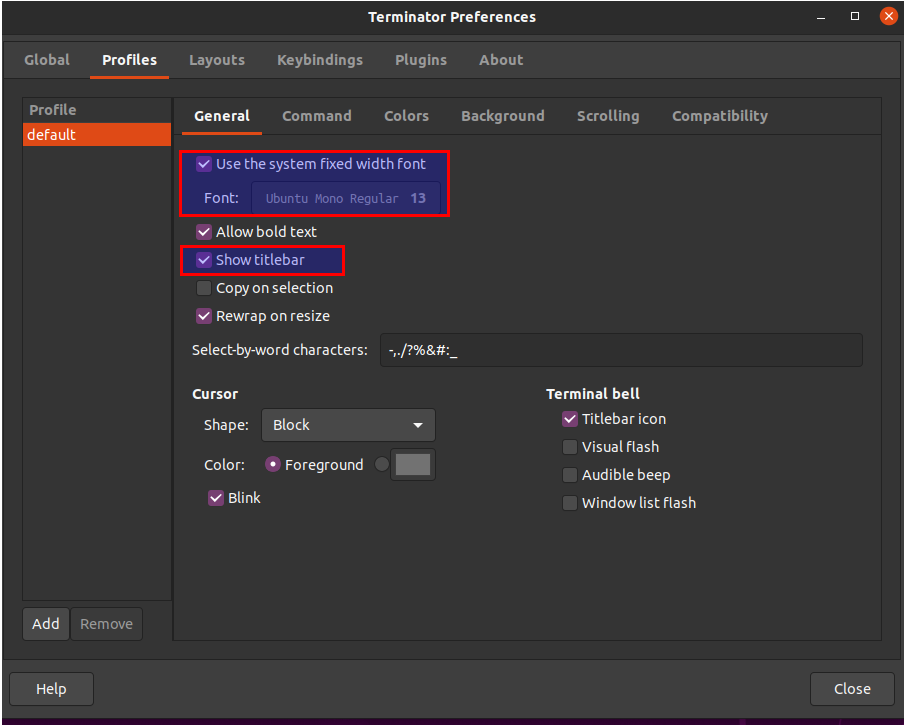 Terminator Preferences
Global Profiles Layouts Keybindings Plugins About
Profile
default
General Command Colors Background Scrolling Compatibility
Use the system fixed width font
Font: Ubuntu Mono Regular 13
Allow bold text
Show titlebar
Copy on selection
Rewrap on resize
Select-by-word characters: -,./?%&#:_
Cursor
Shape: Block
Color: Foreground
Blink
Terminal bell
Titlebar icon
Visual flash
Audible beep
Window list flash
Add Remove
Help Close